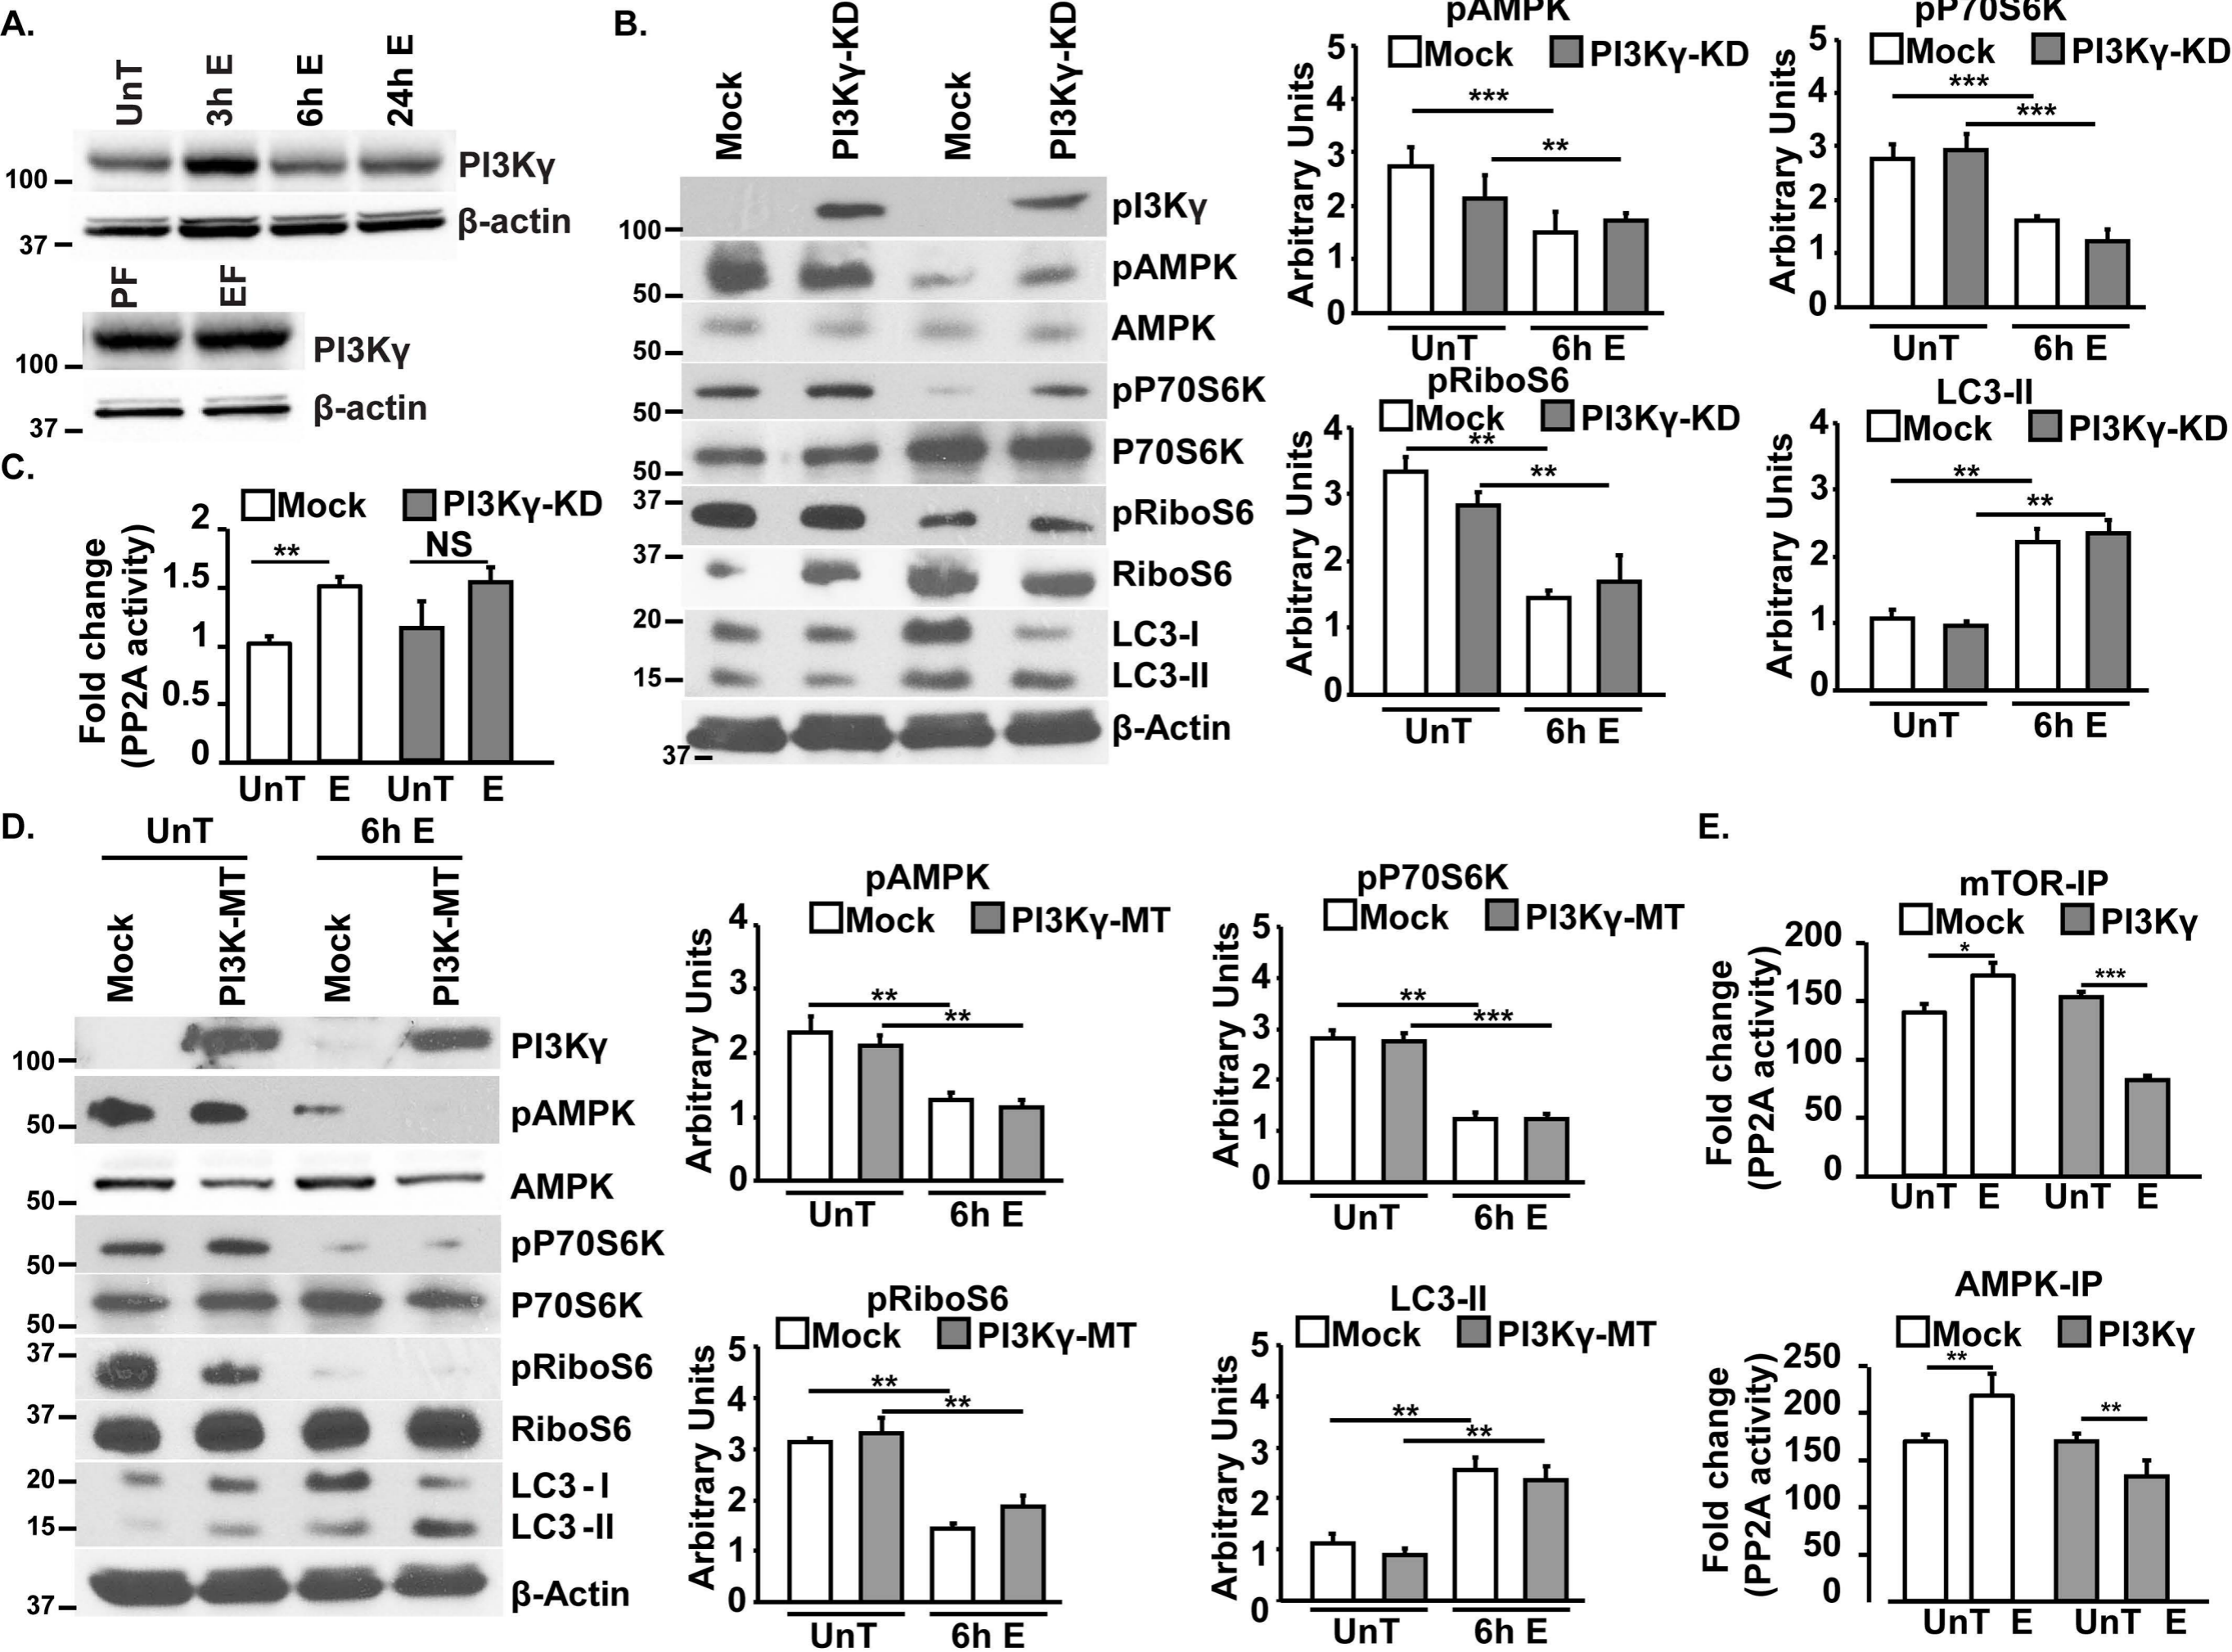 A.
UnT
3h E
6h E
24h E
100
PI3Kγ
37
β-actin
PF
EF
100
PI3Kγ
37
β-actin
B.
Mock
PI3Kγ-KD
Mock
PI3Kγ-KD
100
pI3Kγ
50
pAMPK
50
AMPK
50
pP70S6K
50
P70S6K
37
pRiboS6
37
RiboS6
20
LC3-I
15
LC3-II
37
β-Actin
pAMPK
Mock PI3Kγ-KD
Arbitrary Units
5
4
3
2
1
0
***
**
UnT 6h E
pP70S6K
Mock PI3Kγ-KD
Arbitrary Units
5
4
3
2
1
0
***
***
UnT 6h E
pRiboS6
Mock PI3Kγ-KD
Arbitrary Units
4
3
2
1
0
**
**
UnT 6h E
LC3-II
Mock PI3Kγ-KD
Arbitrary Units
4
3
2
1
0
**
**
UnT 6h E
C.
Mock PI3Kγ-KD
Fold change
(PP2A activity)
2
1.5
1
0.5
0
** NS
UnT E UnT E
D.
UnT 6h E
Mock
PI3K-MT
Mock
PI3K-MT
100
PI3Kγ
50
pAMPK
50
AMPK
50
pP70S6K
50
P70S6K
37
pRiboS6
37
RiboS6
20
LC3-I
15
LC3-II
37
β-Actin
pAMPK
Mock PI3Kγ-MT
Arbitrary Units
4
3
2
1
0
**
**
UnT 6h E
pP70S6K
Mock PI3Kγ-MT
Arbitrary Units
5
4
3
2
1
0
**
***
UnT 6h E
pRiboS6
Mock PI3Kγ-MT
Arbitrary Units
5
4
3
2
1
0
**
**
UnT 6h E
LC3-II
Mock PI3Kγ-MT
Arbitrary Units
5
4
3
2
1
0
**
**
UnT 6h E
E.
mTOR-IP
Mock PI3Kγ
Fold change
(PP2A activity)
200
150
100
50
0
* ***
UnT E UnT E
AMPK-IP
Mock PI3Kγ
Fold change
(PP2A activity)
250
200
150
100
50
0
** **
UnT E UnT E